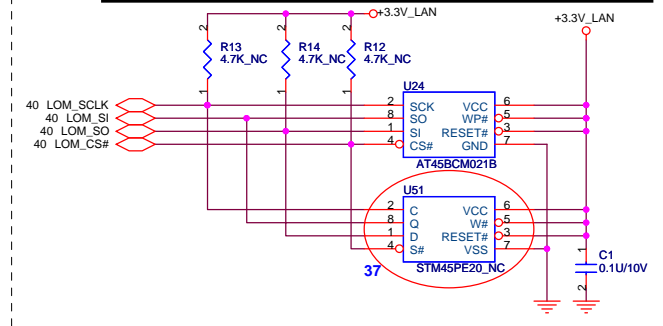 +3.3V_LAN
+3.3V_LAN
2 2 2
R13 R14 R12
4.7K_NC 4.7K_NC 4.7K_NC
1 1 1
U24
40 LOM_SCLK 2 SCK VCC 6
40 LOM_SI 8 SO WP# 5
40 LOM_SO 1 SI RESET# 3
40 LOM_CS# 4 CS# GND 7
AT45BCM021B
U51
2 C VCC 6
8 Q W# 5
1 D RESET# 3
4 S# VSS 7
37 STM45PE20_NC
1
C1
0.1U/10V
2